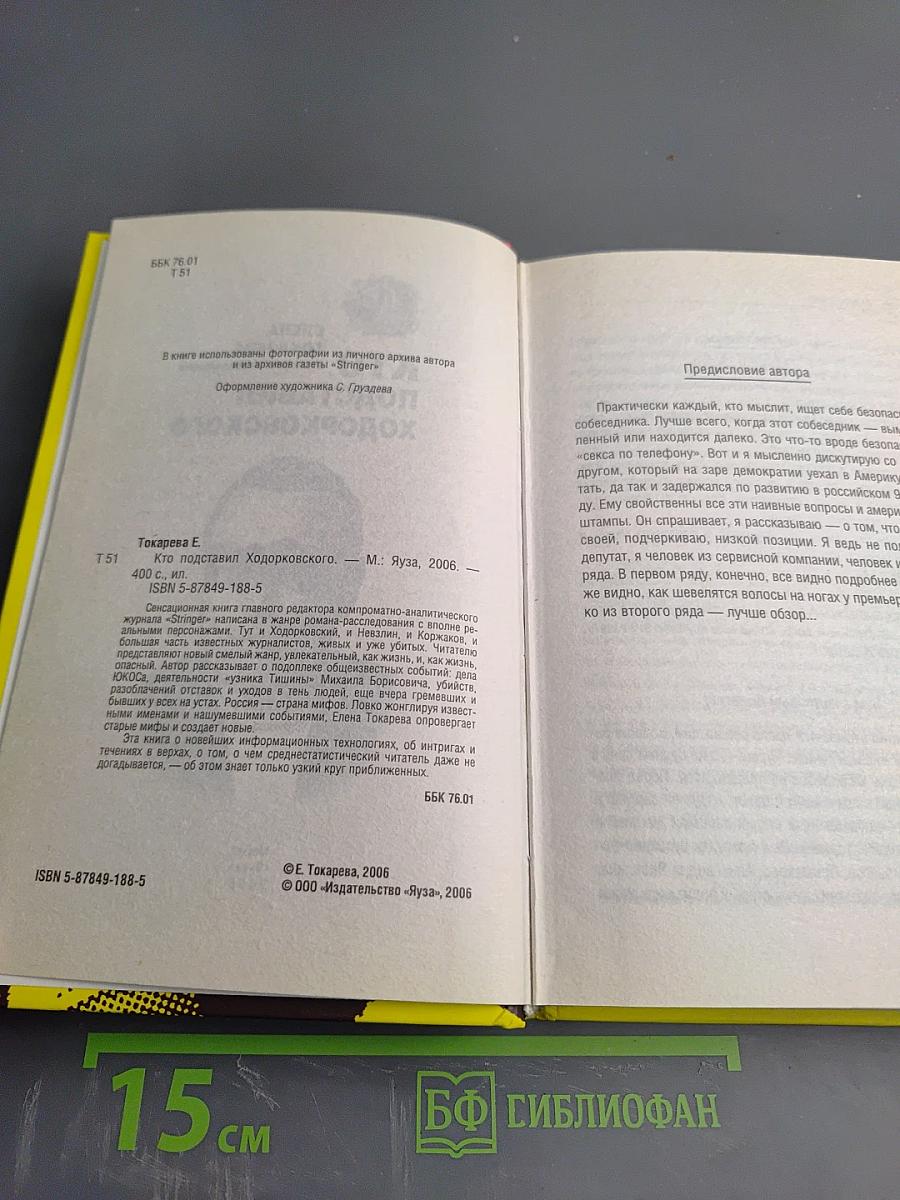 ББК 76.01
Т 51
В книге использованы фотографии из личного архива автора
и из архивов газеты «Stringer»
Оформление художника С. Груздева
Токарева Е.
Т 51 Кто подставил Ходорковского. — М.: Яуза, 2006. —
400 с., ил.
ISBN 5-87849-188-5
Сенсационная книга главного редактора компроматно-аналитического
журнала «Stringer» написана в жанре романа-расследования с вполне ре-
альными персонажами. Тут и Ходорковский, и Невзлин, и Коржаков, и
большая часть известных журналистов, живых и уже убитых. Читателю
представляют новый смелый жанр, увлекательный, как жизнь, и, как жизнь,
опасный. Автор рассказывает о подоплеке общеизвестных событий: дела
ЮКОСа, деятельности «узника Тишины» Михаила Борисовича, убийств,
разоблачений отставок и уходов в тень людей, еще вчера гремевших и
бывших у всех на устах. Россия — страна мифов. Ловко жонглируя извест-
ными именами и нашумевшими событиями, Елена Токарева опровергает
старые мифы и создает новые.
Эта книга о новейших информационных технологиях, об интригах и
течениях в верхах, о том, о чем среднестатистический читатель даже не
догадывается, — об этом знает только узкий круг приближенных.
ББК 76.01
ISBN 5-87849-188-5
© Е. Токарева, 2006
© ООО «Издательство «Яуза», 2006
Предисловие автора
Практически каждый, кто мыслит, ищет себе безопас
собеседника. Лучше всего, когда этот собеседник — вым
ленный или находится далеко. Это что-то вроде безопа
«секса по телефону». Вот и я мысленно дискутирую со
другом, который на заре демократии уехал в Америку
тать, да так и задержался по развитию в российском 9
ду. Ему свойственны все эти наивные вопросы и амери
штампы. Он спрашивает, я рассказываю — о том, что
своей, подчеркиваю, низкой позиции. Я ведь не по
депутат, я человек из сервисной компании, человек и
ряда. В первом ряду, конечно, все видно подробнее
же видно, как шевелятся волосы на ногах у премьер
ко из второго ряда — лучше обзор...
15 см
БФ СИБЛИОФАН